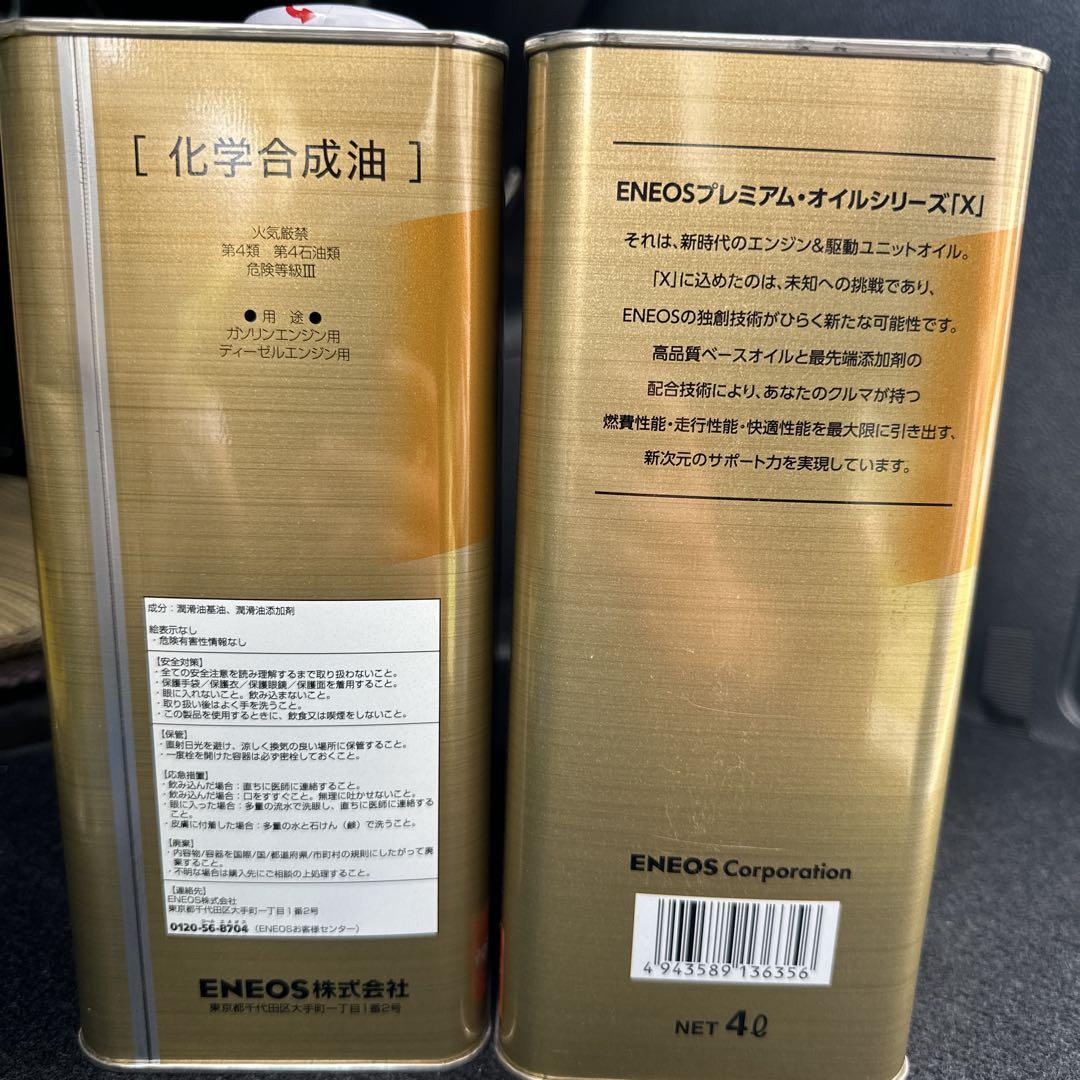 [ 化学合成油 ]
火気厳禁
第4類 第4石油類
危険等級III
●用 途●
ガソリンエンジン用
ディーゼルエンジン用
成分：潤滑油基油、潤滑油添加剤
絵表示なし
・危険有害性情報なし
【安全対策】
・全ての安全注意を読み理解するまで取り扱わないこと。
・保護手袋／保護衣／保護眼鏡／保護面を着用すること。
・眼に入れないこと。飲み込まないこと。
・取り扱い後はよく手を洗うこと。
・この製品を使用するときに、飲食又は喫煙をしないこと。
【保管】
・直射日光を避け、涼しく換気の良い場所に保管すること。
・一度栓を開けた容器は必ず密栓しておくこと。
【応急措置】
・飲み込んだ場合：直ちに医師に連絡すること。
・飲み込んだ場合：口をすすぐこと。無理に吐かせないこと。
・眼に入った場合：多量の流水で洗眼し、直ちに医師に連絡する
こと。
・皮膚に付着した場合：多量の水と石けん（鹸）で洗うこと。
【廃棄】
・内容物/容器を国際/国/都道府県/市町村の規則にしたがって廃
棄すること。
・不明な場合は購入先にご相談の上処理すること。
【連絡先】
ENEOS株式会社
東京都千代田区大手町一丁目1番2号
コール エネオス
0120-56-8704（ENEOSお客様センター）
ENEOS株式会社
東京都千代田区大手町一丁目1番2号
ENEOSプレミアム・オイルシリーズ「X」
それは、新時代のエンジン&駆動ユニットオイル。
「X」に込めたのは、未知への挑戦であり、
ENEOSの独創技術がひらく新たな可能性です。
高品質ベースオイルと最先端添加剤の
配合技術により、あなたのクルマが持つ
燃費性能・走行性能・快適性能を最大限に引き出す、
新次元のサポート力を実現しています。
ENEOS Corporation
4 943589 136356
NET 4ℓ